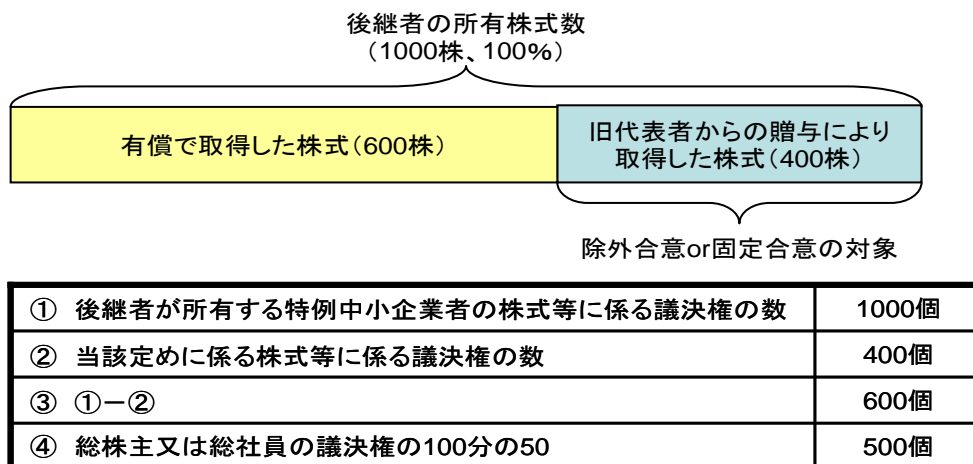 後継者の所有株式数
（1000株、100％）
有償で取得した株式（600株）
旧代表者からの贈与により
取得した株式（400株）
除外合意or固定合意の対象
① 後継者が所有する特例中小企業者の株式等に係る議決権の数 1000個
② 当該定めに係る株式等に係る議決権の数 400個
③ ①－② 600個
④ 総株主又は総社員の議決権の100分の50 500個